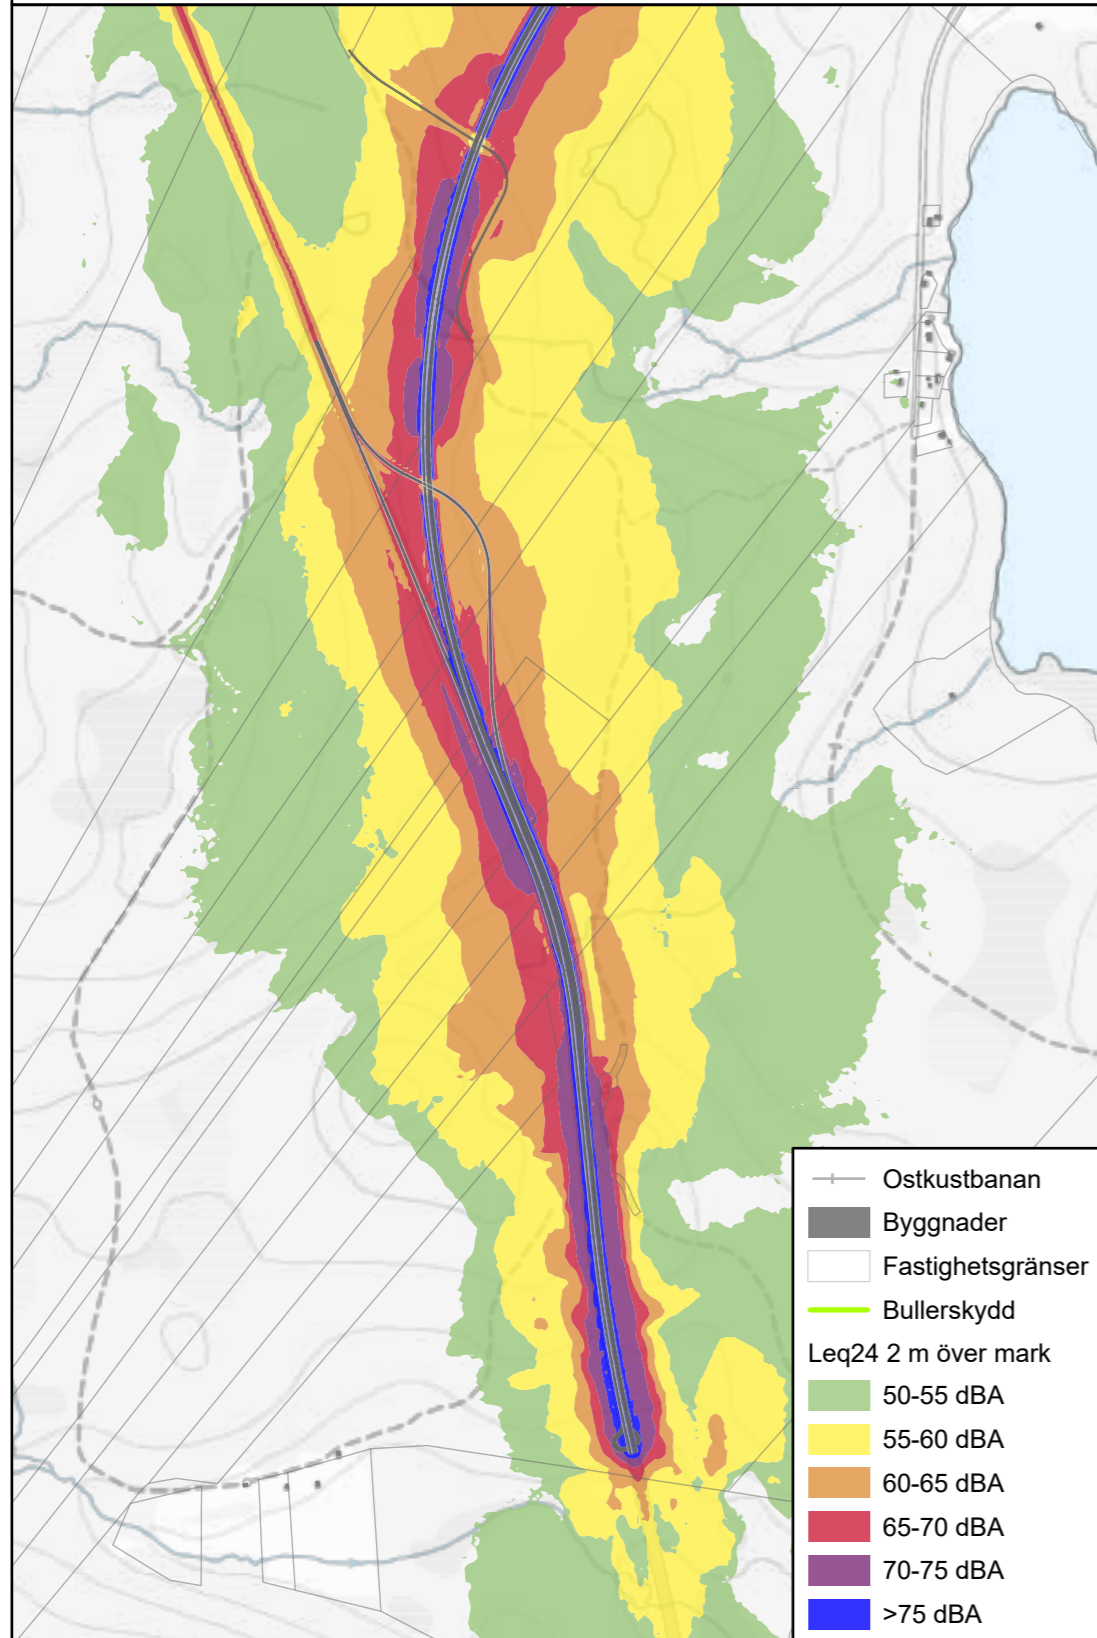 Ostkustbanan
Byggnader
Fastighetsgränser
Bullerskydd
Leq24 2 m över mark
50-55 dBA
55-60 dBA
60-65 dBA
65-70 dBA
70-75 dBA
>75 dBA